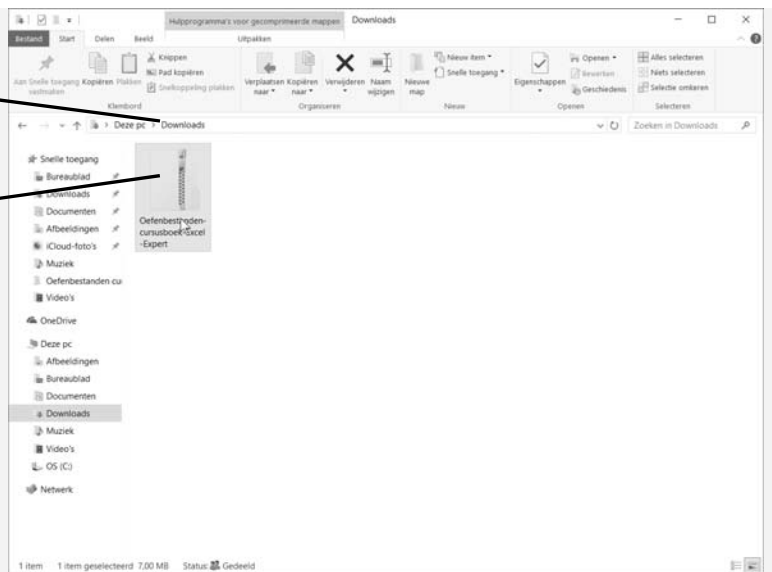 Hulpprogramma's voor gecomprimeerde mappen Downloads
Bestand Start Delen Beeld Uitpakken
Aan Snelle toegang vastmaken
Kopiëren Plakken
Knippen
Pad kopiëren
Snelkoppeling plakken
Klembord
Verplaatsen naar
Kopiëren naar
Verwijderen
Naam wijzigen
Organiseren
Nieuwe map
Nieuw item
Snelle toegang
Nieuw
Eigenschappen
Openen
Bewerken
Geschiedenis
Openen
Alles selecteren
Niets selecteren
Selectie omkeren
Selecteren
Deze pc > Downloads
Zoeken in Downloads
Snelle toegang
Bureaublad
Downloads
Documenten
Afbeeldingen
iCloud-foto's
Muziek
Oefenbestanden cu
Video's
OneDrive
Deze pc
Afbeeldingen
Bureaublad
Documenten
Downloads
Muziek
Video's
OS (C:)
Netwerk
Oefenbestanden-
cursusboek-Excel
-Expert
1 item 1 item geselecteerd 7,00 MB Status: Gedeeld